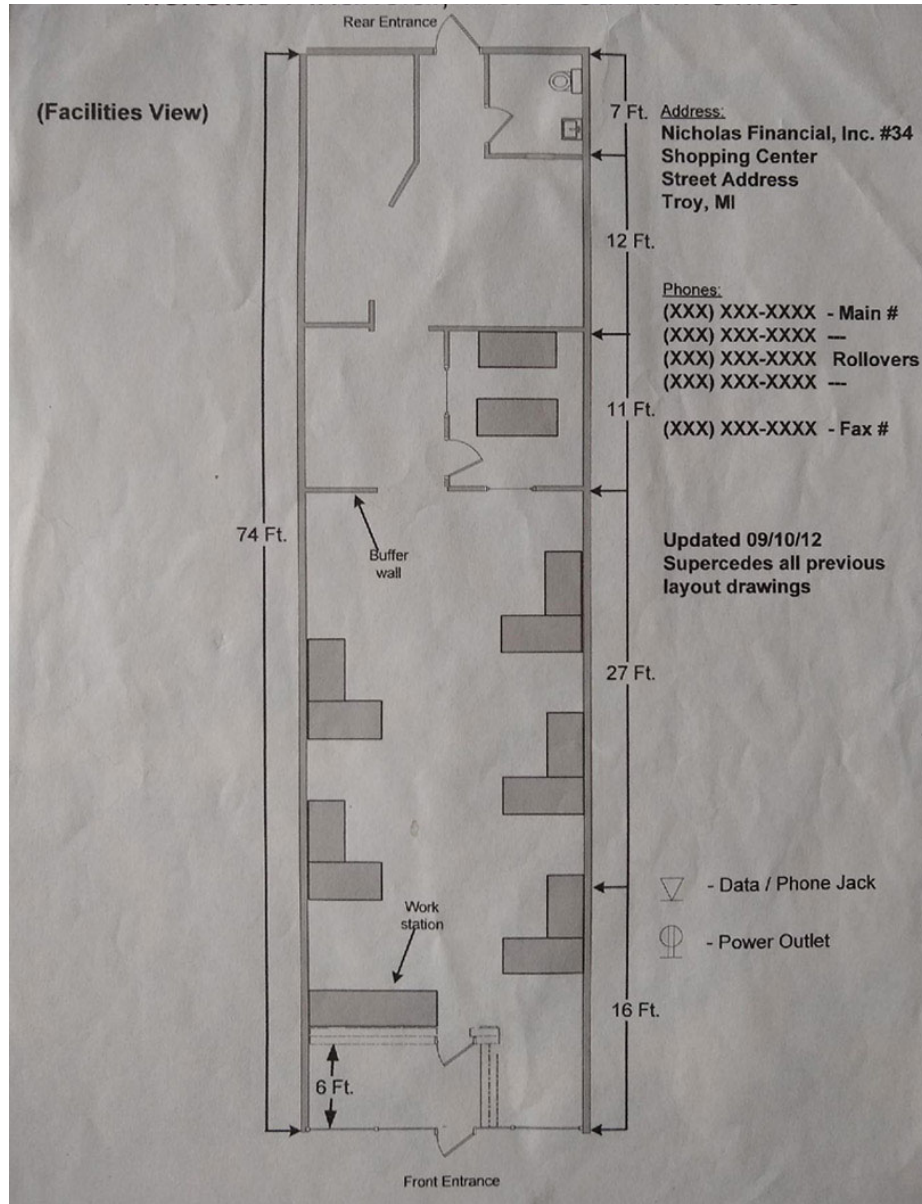 Rear Entrance
(Facilities View)
7 Ft.
Address:
Nicholas Financial, Inc. #34
Shopping Center
Street Address
Troy, MI
12 Ft.
Phones:
(XXX) XXX-XXXX - Main #
(XXX) XXX-XXXX ---
(XXX) XXX-XXXX Rollovers
(XXX) XXX-XXXX ---
(XXX) XXX-XXXX - Fax #
11 Ft.
74 Ft.
Buffer
wall
Updated 09/10/12
Supercedes all previous
layout drawings
27 Ft.
- Data / Phone Jack
Work
station
- Power Outlet
16 Ft.
6 Ft.
Front Entrance